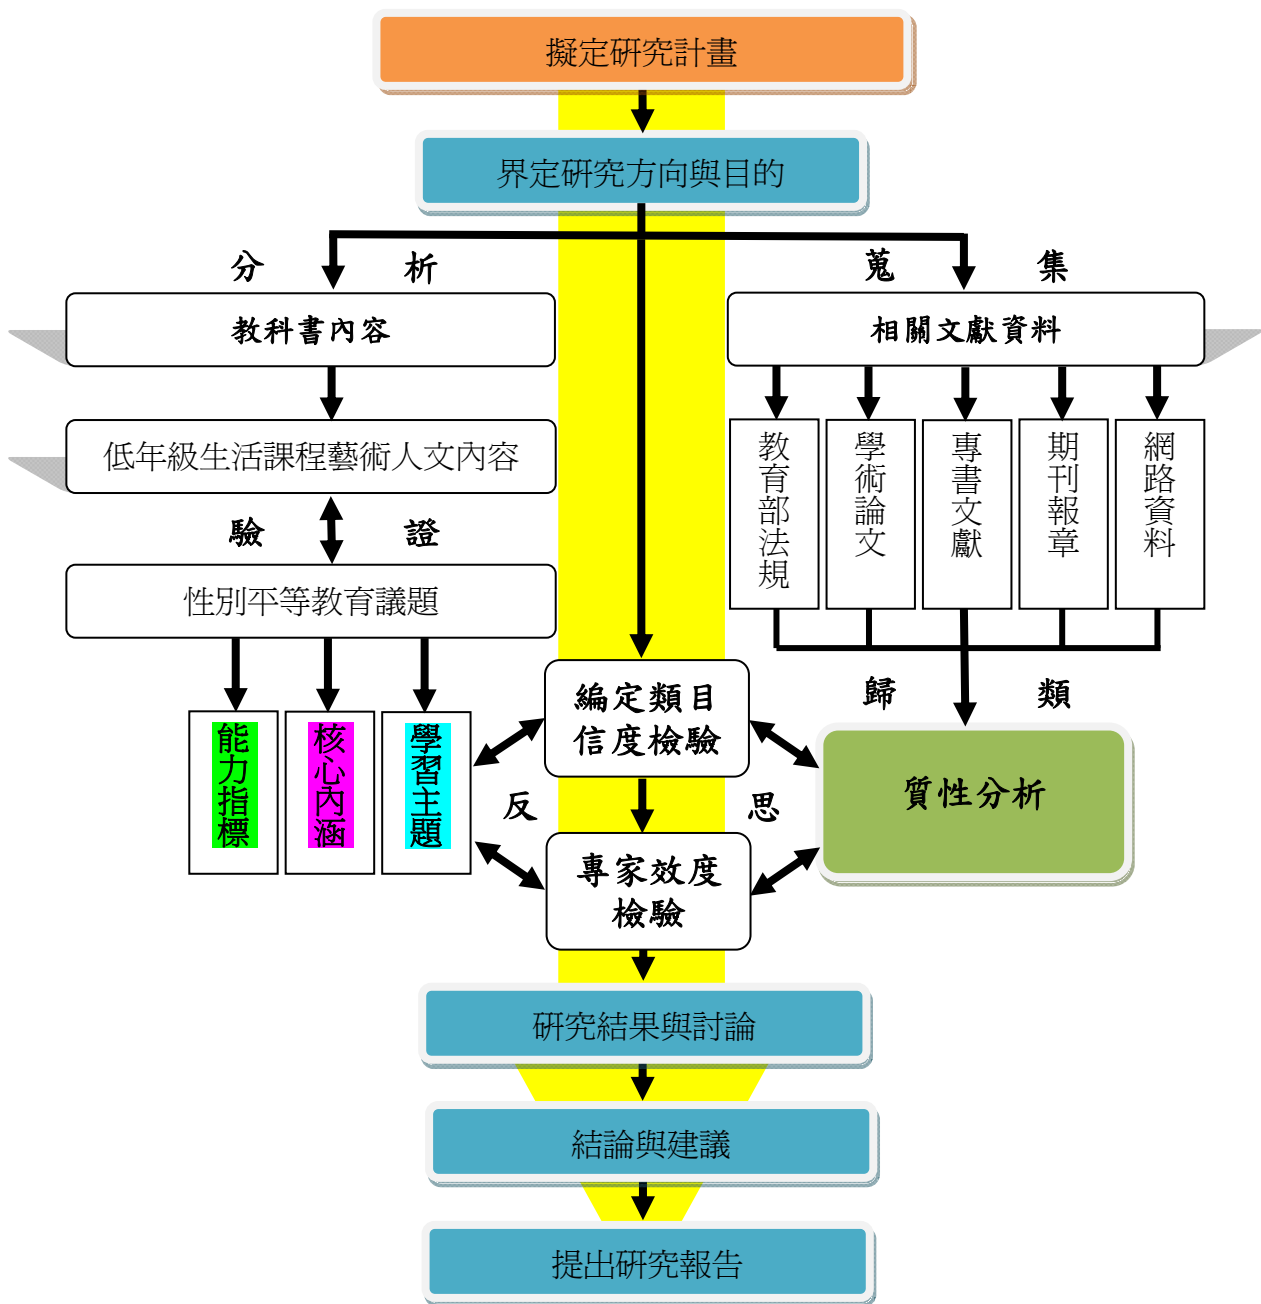 擬定研究計畫
界定研究方向與目的
分 析
蒐 集
教科書內容
相關文獻資料
低年級生活課程藝術人文內容
教育部法規
學術論文
專書文獻
期刊報章
網路資料
驗 證
性別平等教育議題
歸 類
能力指標
核心內涵
學習主題
編定類目
信度檢驗
質性分析
反 思
專家效度
檢驗
研究結果與討論
結論與建議
提出研究報告